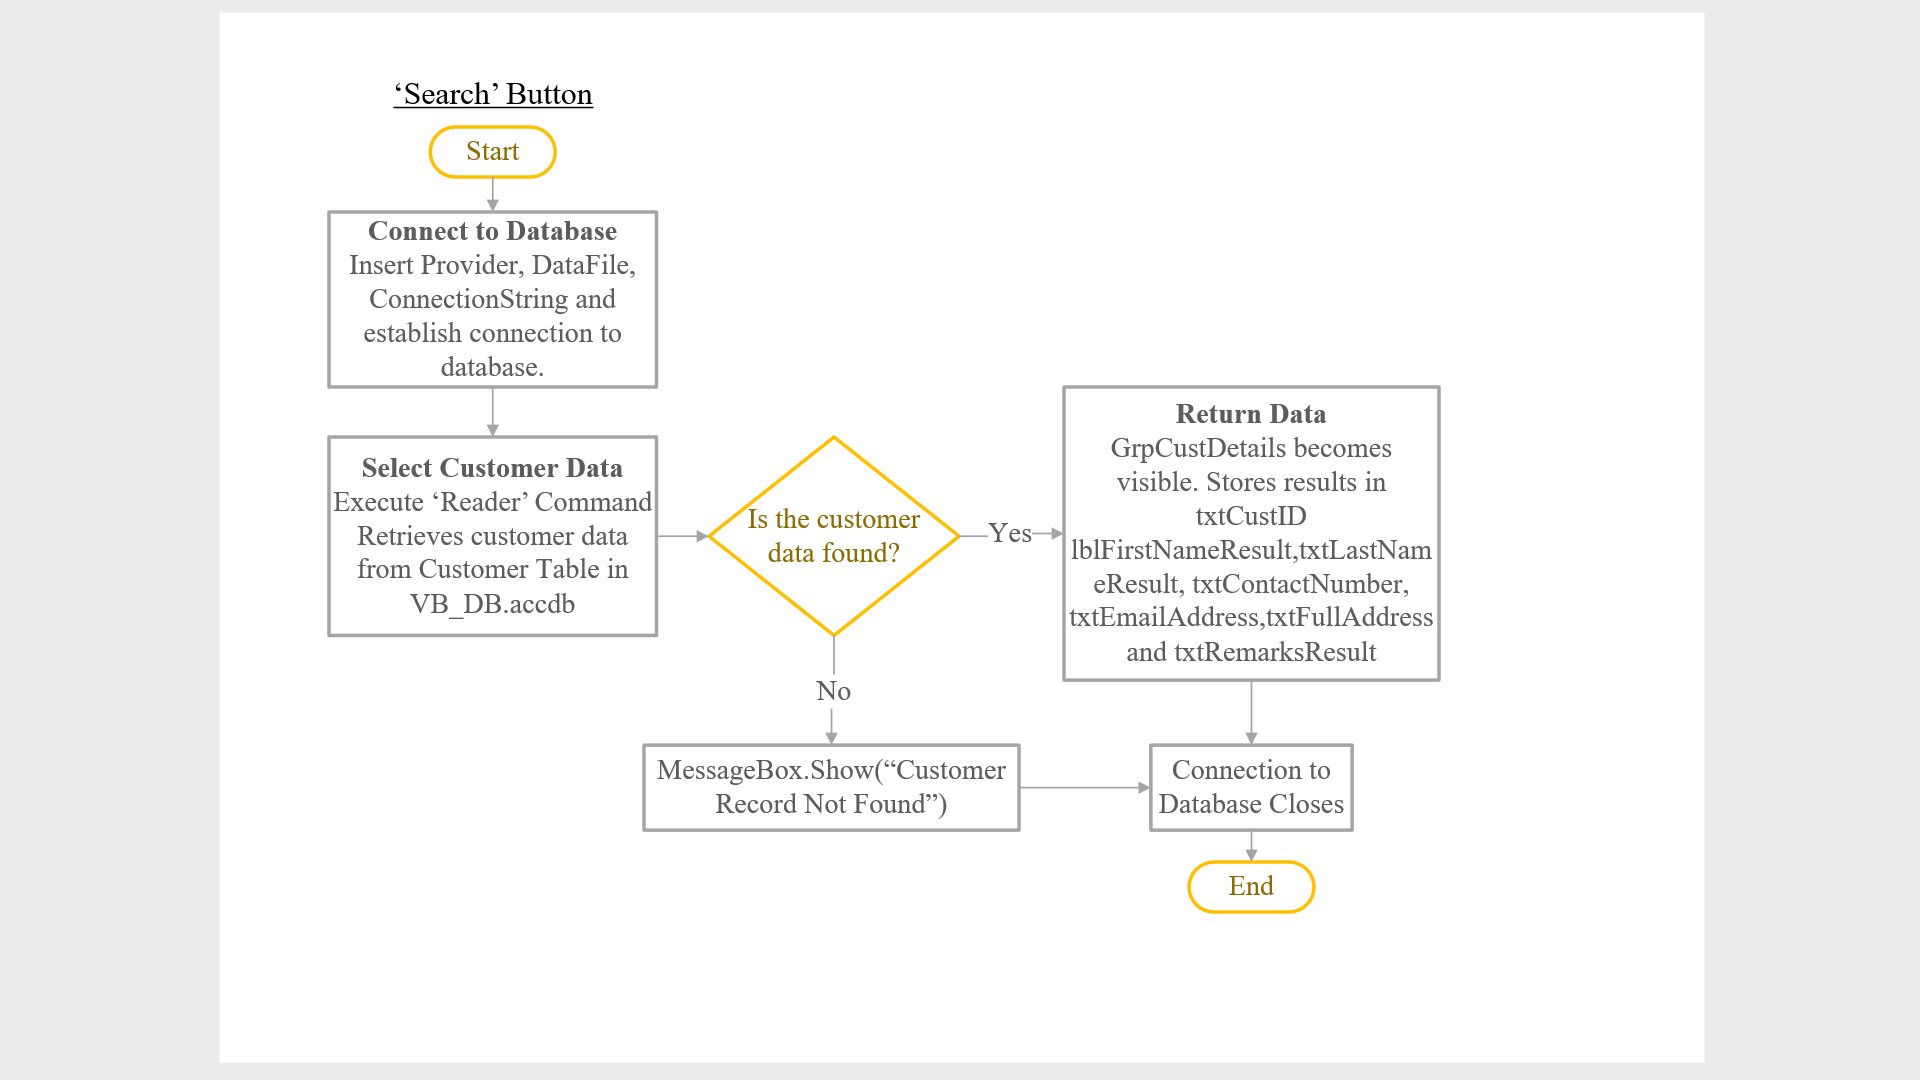 ‘Search’ Button
Start
Connect to Database
Insert Provider, DataFile,
ConnectionString and
establish connection to
database.
Select Customer Data
Execute ‘Reader’ Command
Retrieves customer data
from Customer Table in
VB_DB.accdb
Is the customer
data found?
Yes
Return Data
GrpCustDetails becomes
visible. Stores results in
txtCustID
lblFirstNameResult,txtLastNam
eResult, txtContactNumber,
txtEmailAddress,txtFullAddress
and txtRemarksResult
No
MessageBox.Show(“Customer
Record Not Found”)
Connection to
Database Closes
End